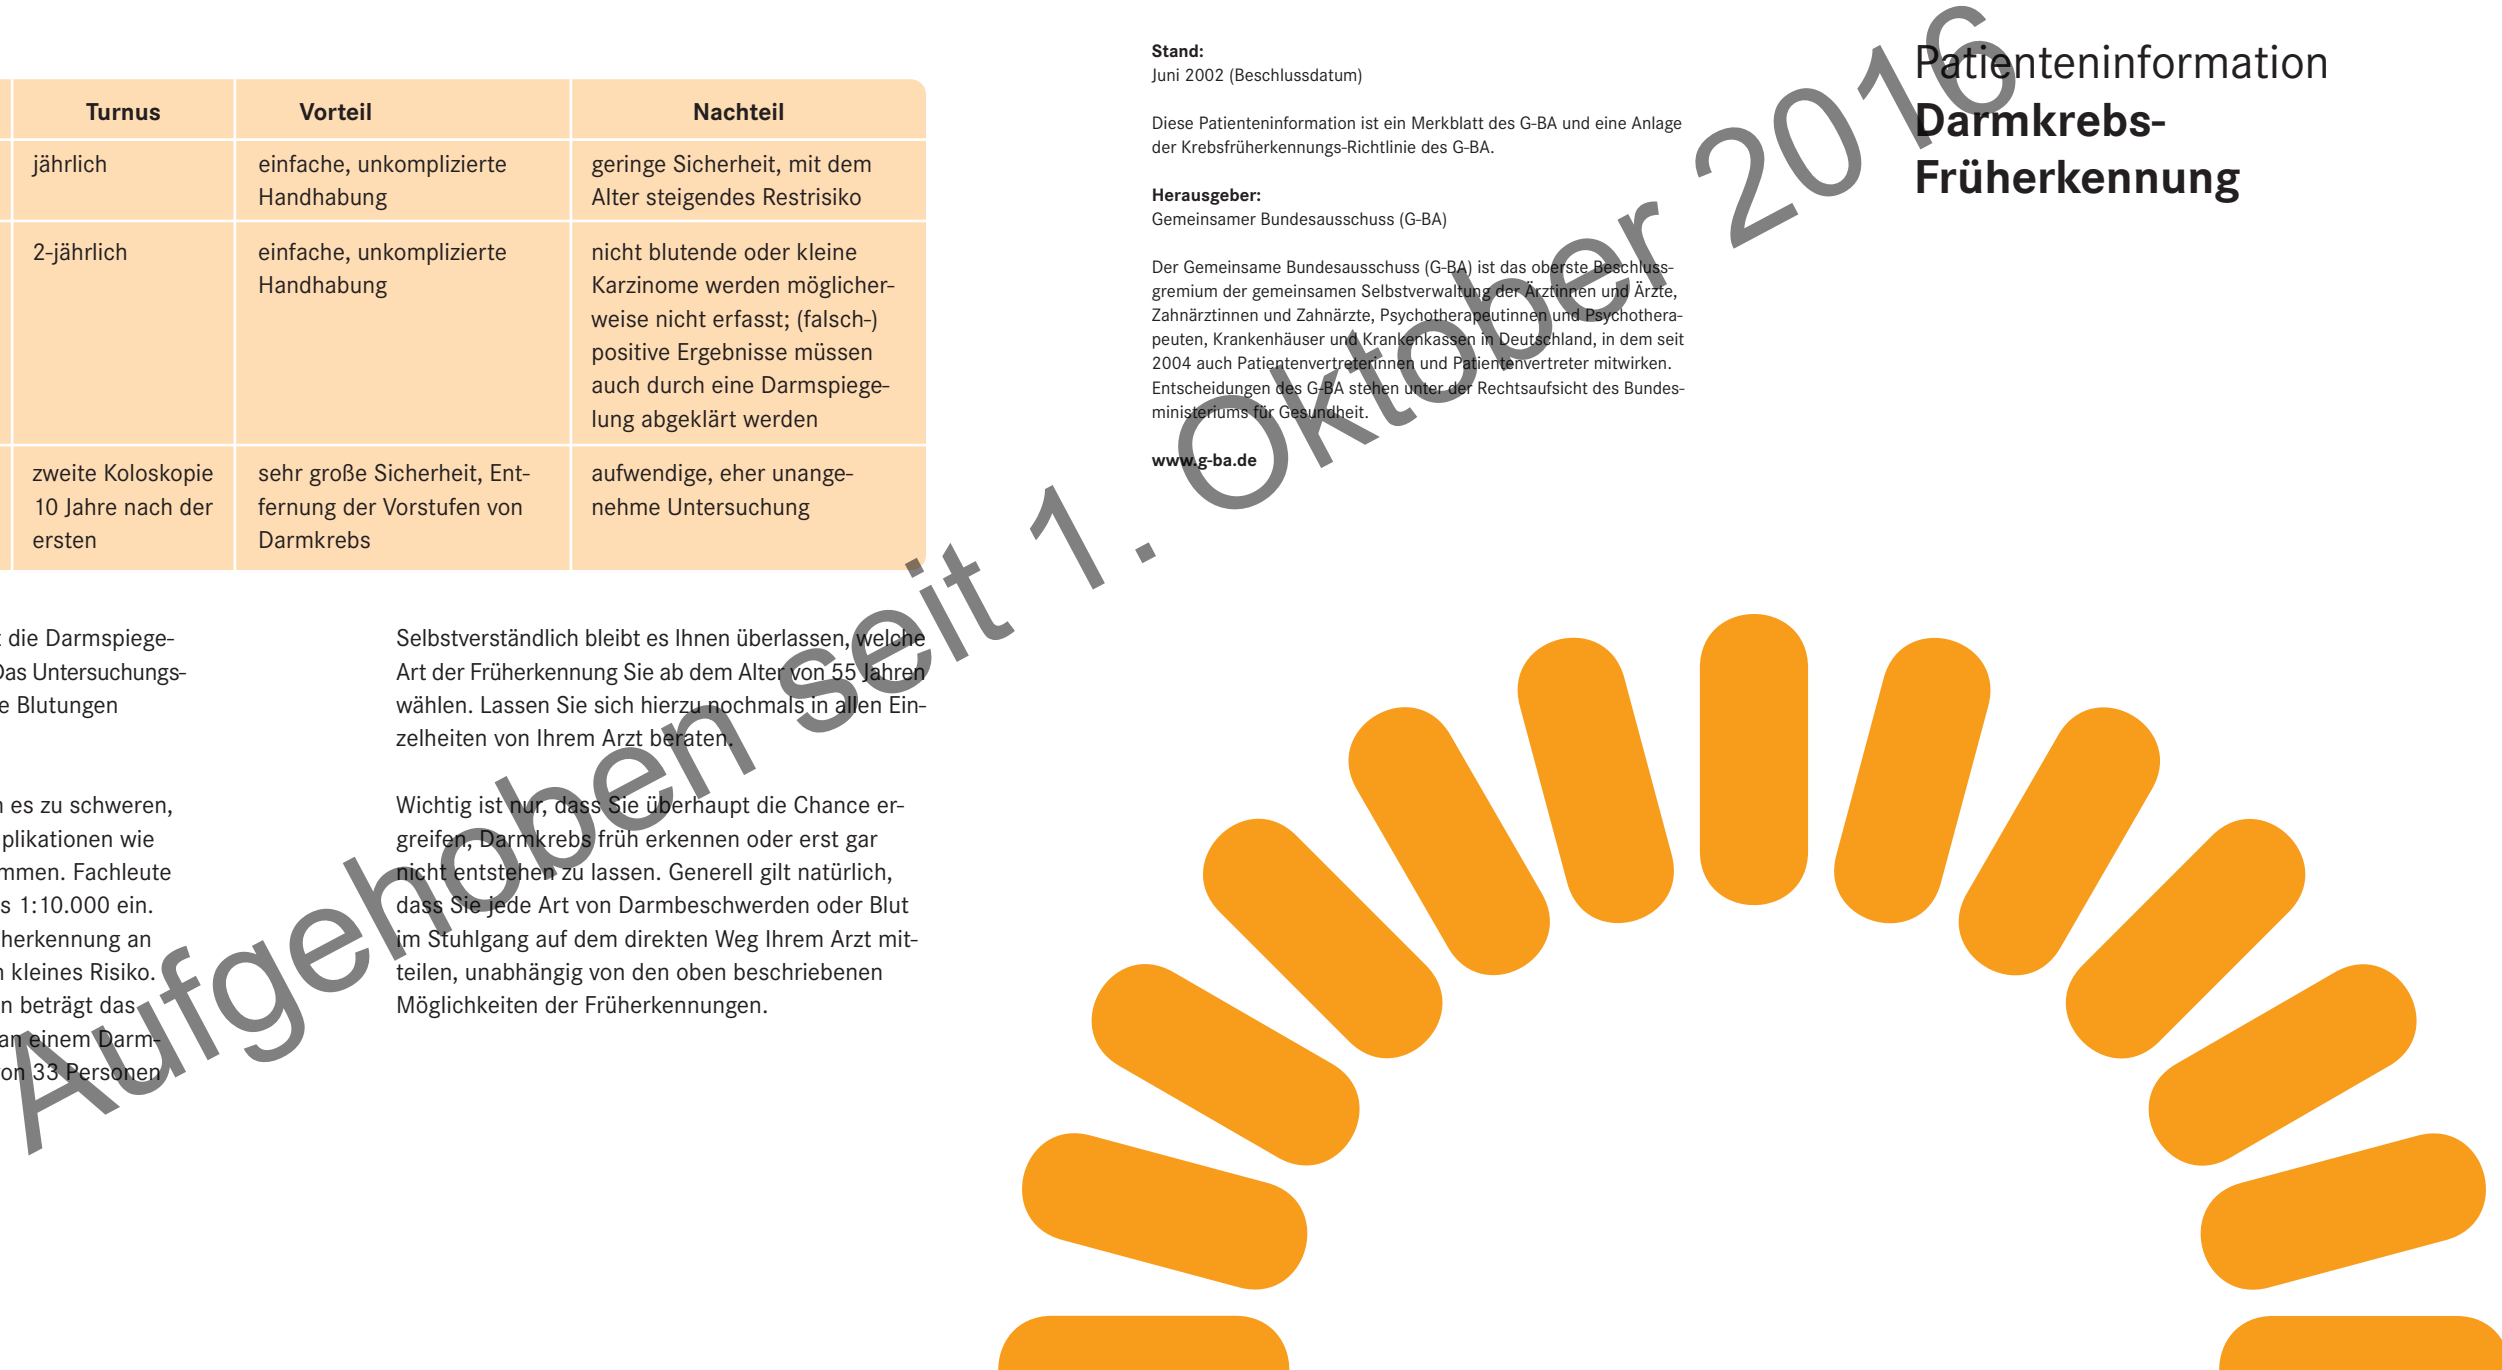 Turnus Vorteil Nachteil
jährlich einfache, unkomplizierte geringe Sicherheit, mit dem
Handhabung Alter steigendes Restrisiko
2-jährlich einfache, unkomplizierte nicht blutende oder kleine
Handhabung Karzinome werden möglicher-
weise nicht erfasst; (falsch-)
positive Ergebnisse müssen
auch durch eine Darmspiege-
lung abgeklärt werden
zweite Koloskopie sehr große Sicherheit, Ent- aufwendige, eher unange-
10 Jahre nach der fernung der Vorstufen von nehme Untersuchung
ersten Darmkrebs
die Darmspiege-
Das Untersuchungs-
e Blutungen
es zu schweren,
plikationen wie
mmen. Fachleute
s 1:10.000 ein.
herkennung an
kleines Risiko.
n beträgt das
an einem Darm-
von 33 Personen
Selbstverständlich bleibt es Ihnen überlassen, welche
Art der Früherkennung Sie ab dem Alter von 55 Jahren
wählen. Lassen Sie sich hierzu nochmals in allen Ein-
zelheiten von Ihrem Arzt beraten.
Wichtig ist nur, dass Sie überhaupt die Chance er-
greifen, Darmkrebs früh erkennen oder erst gar
nicht entstehen zu lassen. Generell gilt natürlich,
dass Sie jede Art von Darmbeschwerden oder Blut
im Stuhlgang auf dem direkten Weg Ihrem Arzt mit-
teilen, unabhängig von den oben beschriebenen
Möglichkeiten der Früherkennungen.
Stand:
Juni 2002 (Beschlussdatum)
Diese Patienteninformation ist ein Merkblatt des G-BA und eine Anlage
der Krebsfrüherkennungs-Richtlinie des G-BA.
Herausgeber:
Gemeinsamer Bundesausschuss (G-BA)
Der Gemeinsame Bundesausschuss (G-BA) ist das oberste Beschluss-
gremium der gemeinsamen Selbstverwaltung der Ärztinnen und Ärzte,
Zahnärztinnen und Zahnärzte, Psychotherapeutinnen und Psychothera-
peuten, Krankenhäuser und Krankenkassen in Deutschland, in dem seit
2004 auch Patientenvertreterinnen und Patientenvertreter mitwirken.
Entscheidungen des G-BA stehen unter der Rechtsaufsicht des Bundes-
ministeriums für Gesundheit.
www.g-ba.de
Patienteninformation
Darmkrebs-
Früherkennung
Aufgehoben seit 1. Oktober 2016